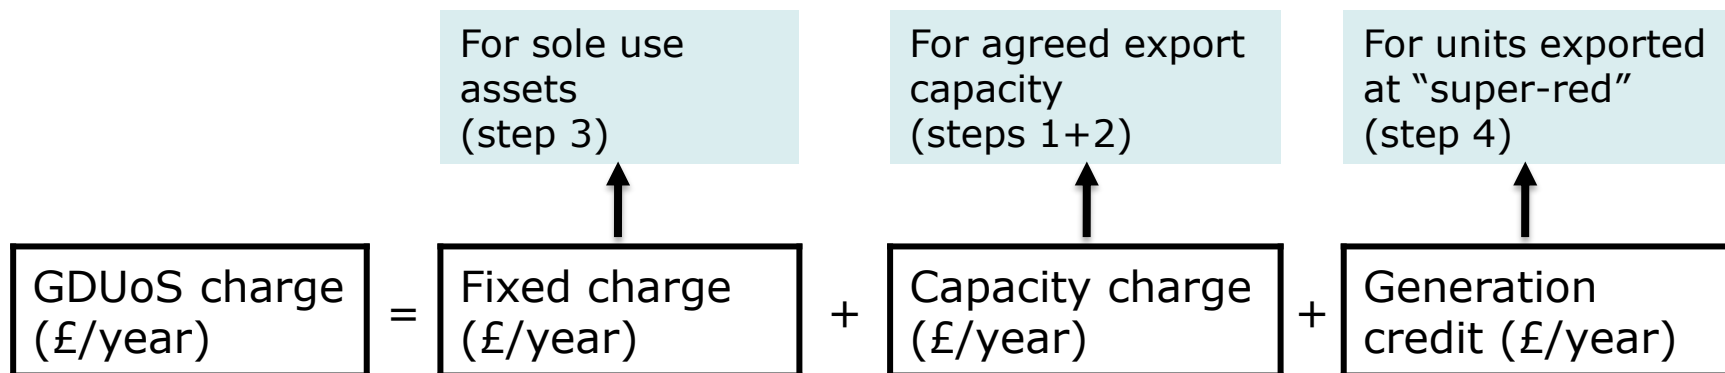 For sole use
assets
(step 3)
For agreed export
capacity
(steps 1+2)
For units exported
at “super-red”
(step 4)
GDUoS charge
(£/year)
=
Fixed charge
(£/year)
+
Capacity charge
(£/year)
+
Generation
credit (£/year)